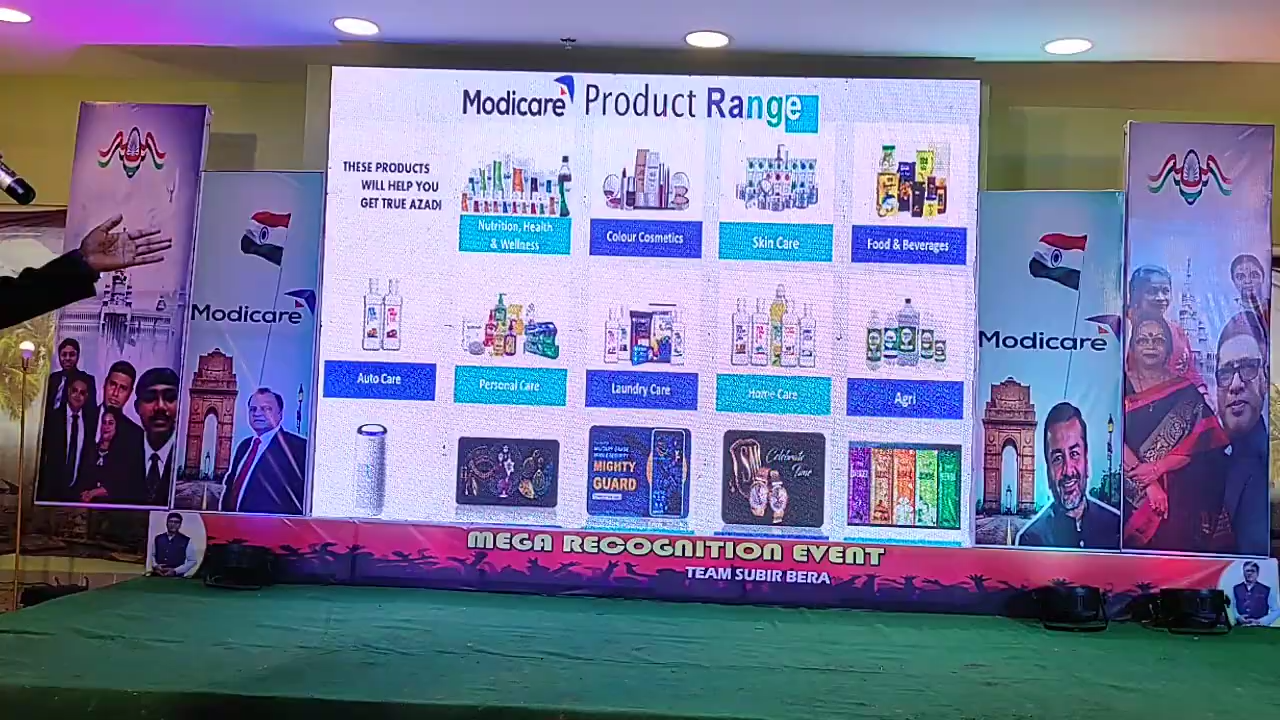 Modicare Product Range
THESE PRODUCTS
WILL HELP YOU
GET TRUE AZADI
Nutrition, Health
& Wellness
Colour Cosmetics
Skin Care
Food & Beverages
Auto Care
Personal Care
Laundry Care
Home Care
Agri
MIGHTY
GUARD
Celebrate
Time
Modicare
Modicare
MEGA RECOGNITION EVENT
TEAM SUBIR BERA